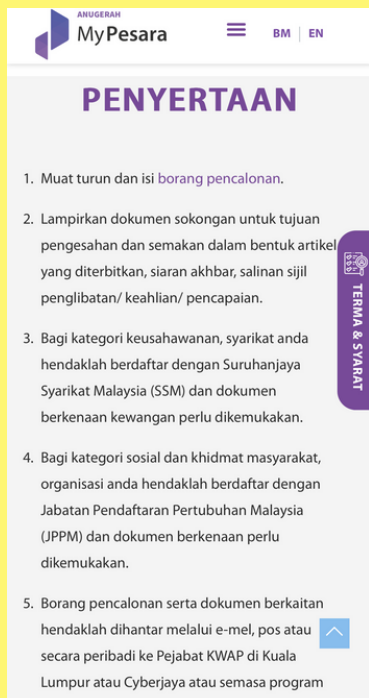 ANUGERAH
MyPesara
BM | EN
PENYERTAAN
1. Muat turun dan isi borang pencalonan.
2. Lampirkan dokumen sokongan untuk tujuan
pengesahan dan semakan dalam bentuk artikel
yang diterbitkan, siaran akhbar, salinan sijil
penglibatan/ keahlian/ pencapaian.
TERMA & SYARAT
3. Bagi kategori keusahawanan, syarikat anda
hendaklah berdaftar dengan Suruhanjaya
Syarikat Malaysia (SSM) dan dokumen
berkenaan kewangan perlu dikemukakan.
4. Bagi kategori sosial dan khidmat masyarakat,
organisasi anda hendaklah berdaftar dengan
Jabatan Pendaftaran Pertubuhan Malaysia
(JPPM) dan dokumen berkenaan perlu
dikemukakan.
5. Borang pencalonan serta dokumen berkaitan
hendaklah dihantar melalui e-mel, pos atau
secara peribadi ke Pejabat KWAP di Kuala
Lumpur atau Cyberjaya atau semasa program